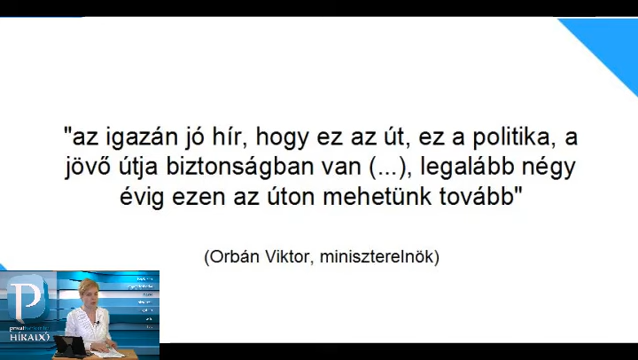 "az igazán jó hír, hogy ez az út, ez a politika, a
jövő útja biztonságban van (...), legalább négy
évig ezen az úton mehetünk tovább"
(Orbán Viktor, miniszterelnök)
P
HÍRA(X)